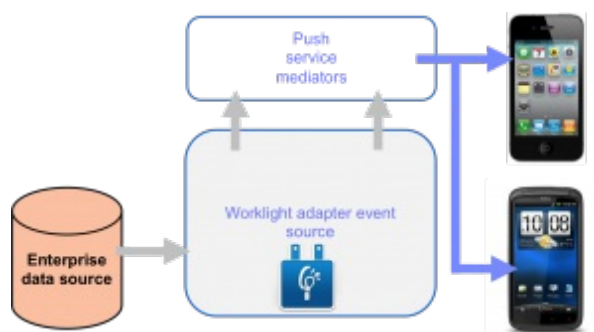 Push
service
mediators
Worklight adapter event
source
Enterprise
data source
10 08